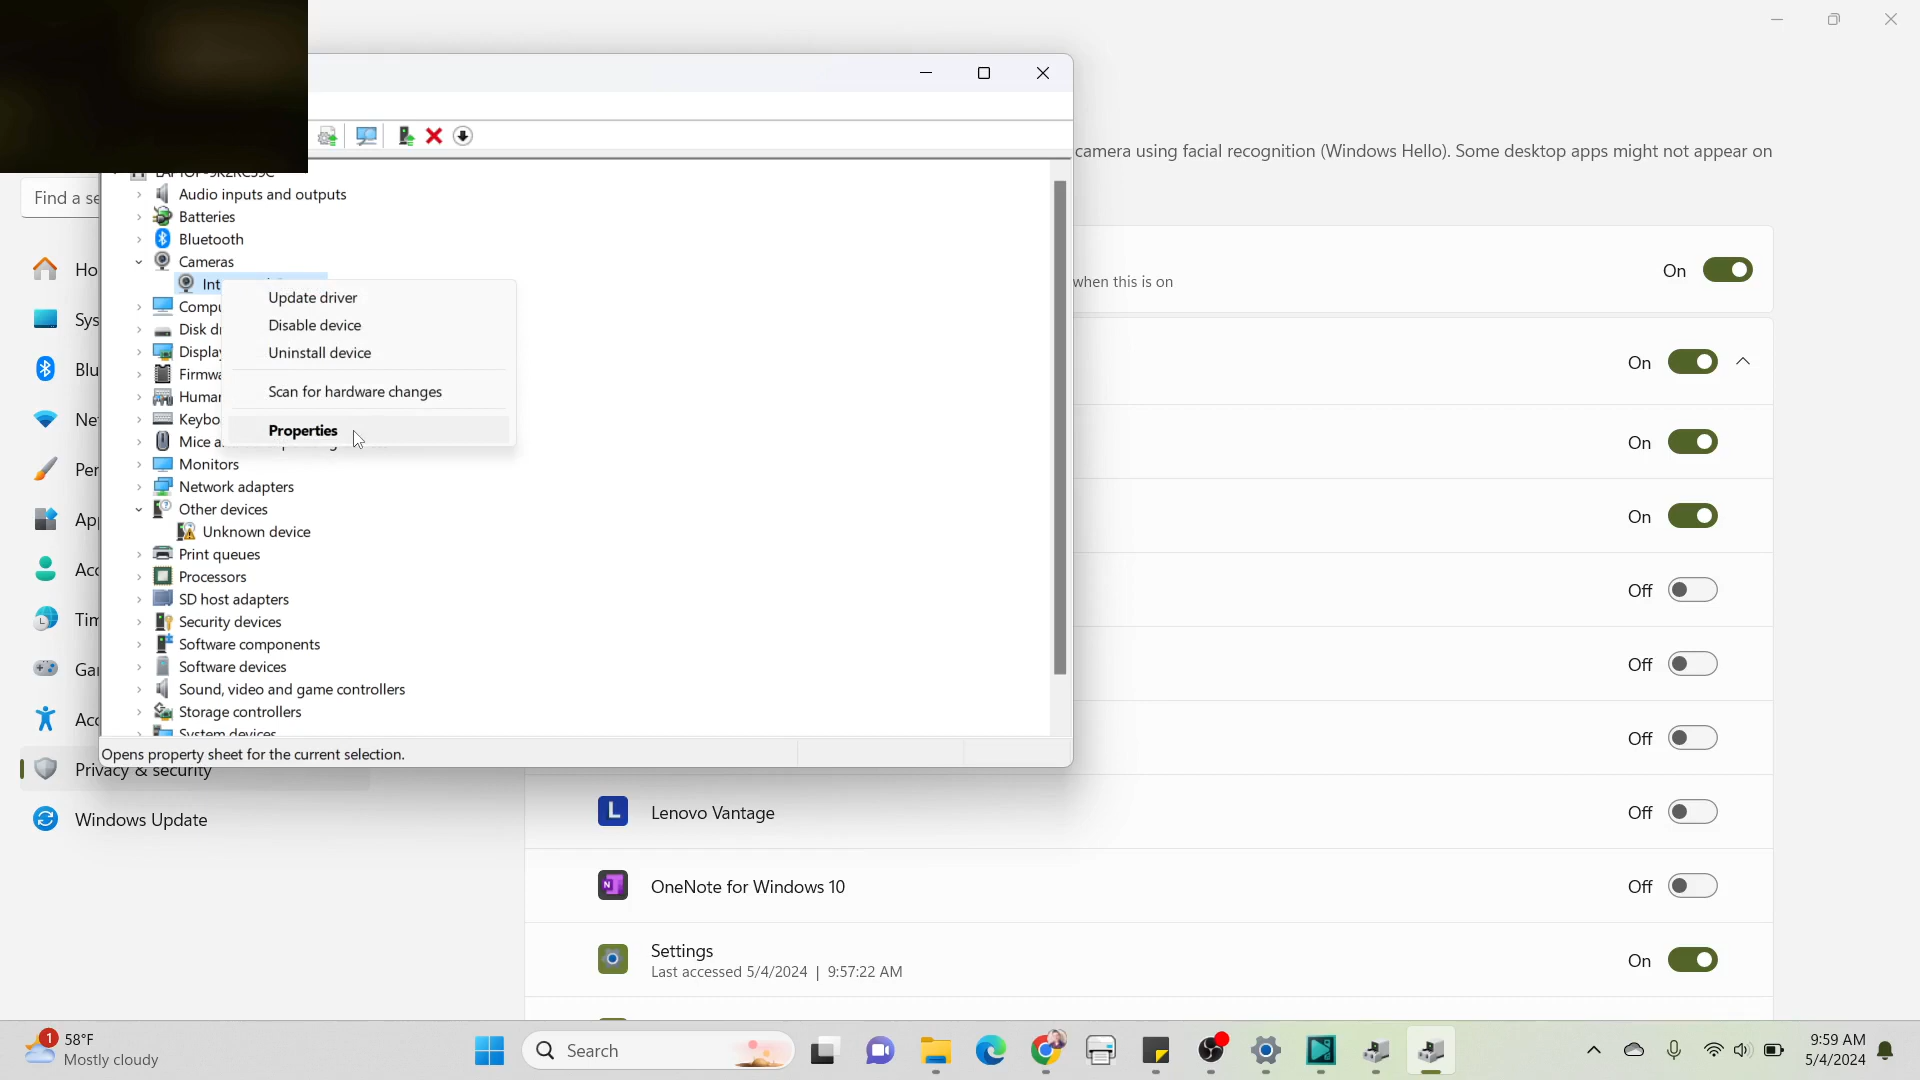 camera using facial recognition (Windows Hello). Some desktop apps might not appear on
Find a se
Audio inputs and outputs
Batteries
Bluetooth
Cameras
Int
Compu
Disk dr
Display
Firmwa
Human
Keybo
Mice a
Monitors
Network adapters
Other devices
Unknown device
Print queues
Processors
SD host adapters
Security devices
Software components
Software devices
Sound, video and game controllers
Storage controllers
System devices
Opens property sheet for the current selection.
Update driver
Disable device
Uninstall device
Scan for hardware changes
Properties
Ho
Sys
Blu
Net
Per
App
Acc
Tim
Gar
Acc
Privacy & security
Windows Update
On
when this is on
On
On
On
Off
Off
Off
Lenovo Vantage
Off
OneNote for Windows 10
Off
Settings
Last accessed 5/4/2024 | 9:57:22 AM
On
1
58°F
Mostly cloudy
Search
9:59 AM
5/4/2024